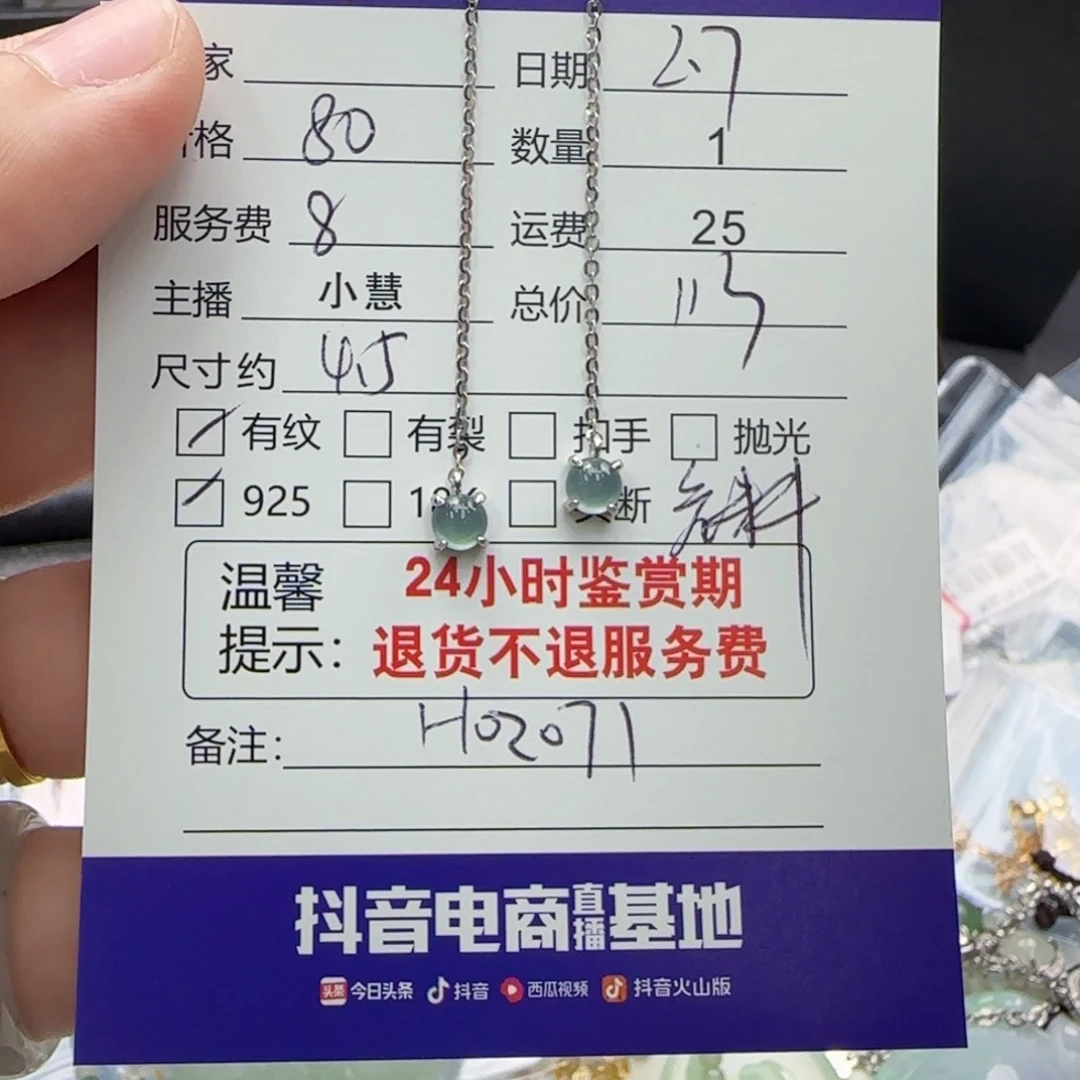 家 日期 2.7
格 80 数量 1
服务费 8 运费 25
主播 小慧 总价 113
尺寸约 4.5
有纹 有裂 扣手 抛光
925 断
温馨 24小时鉴赏期
提示: 退货不退服务费
备注: H02071
抖音电商直播基地
头条 今日头条 抖音 西瓜视频 抖音火山版